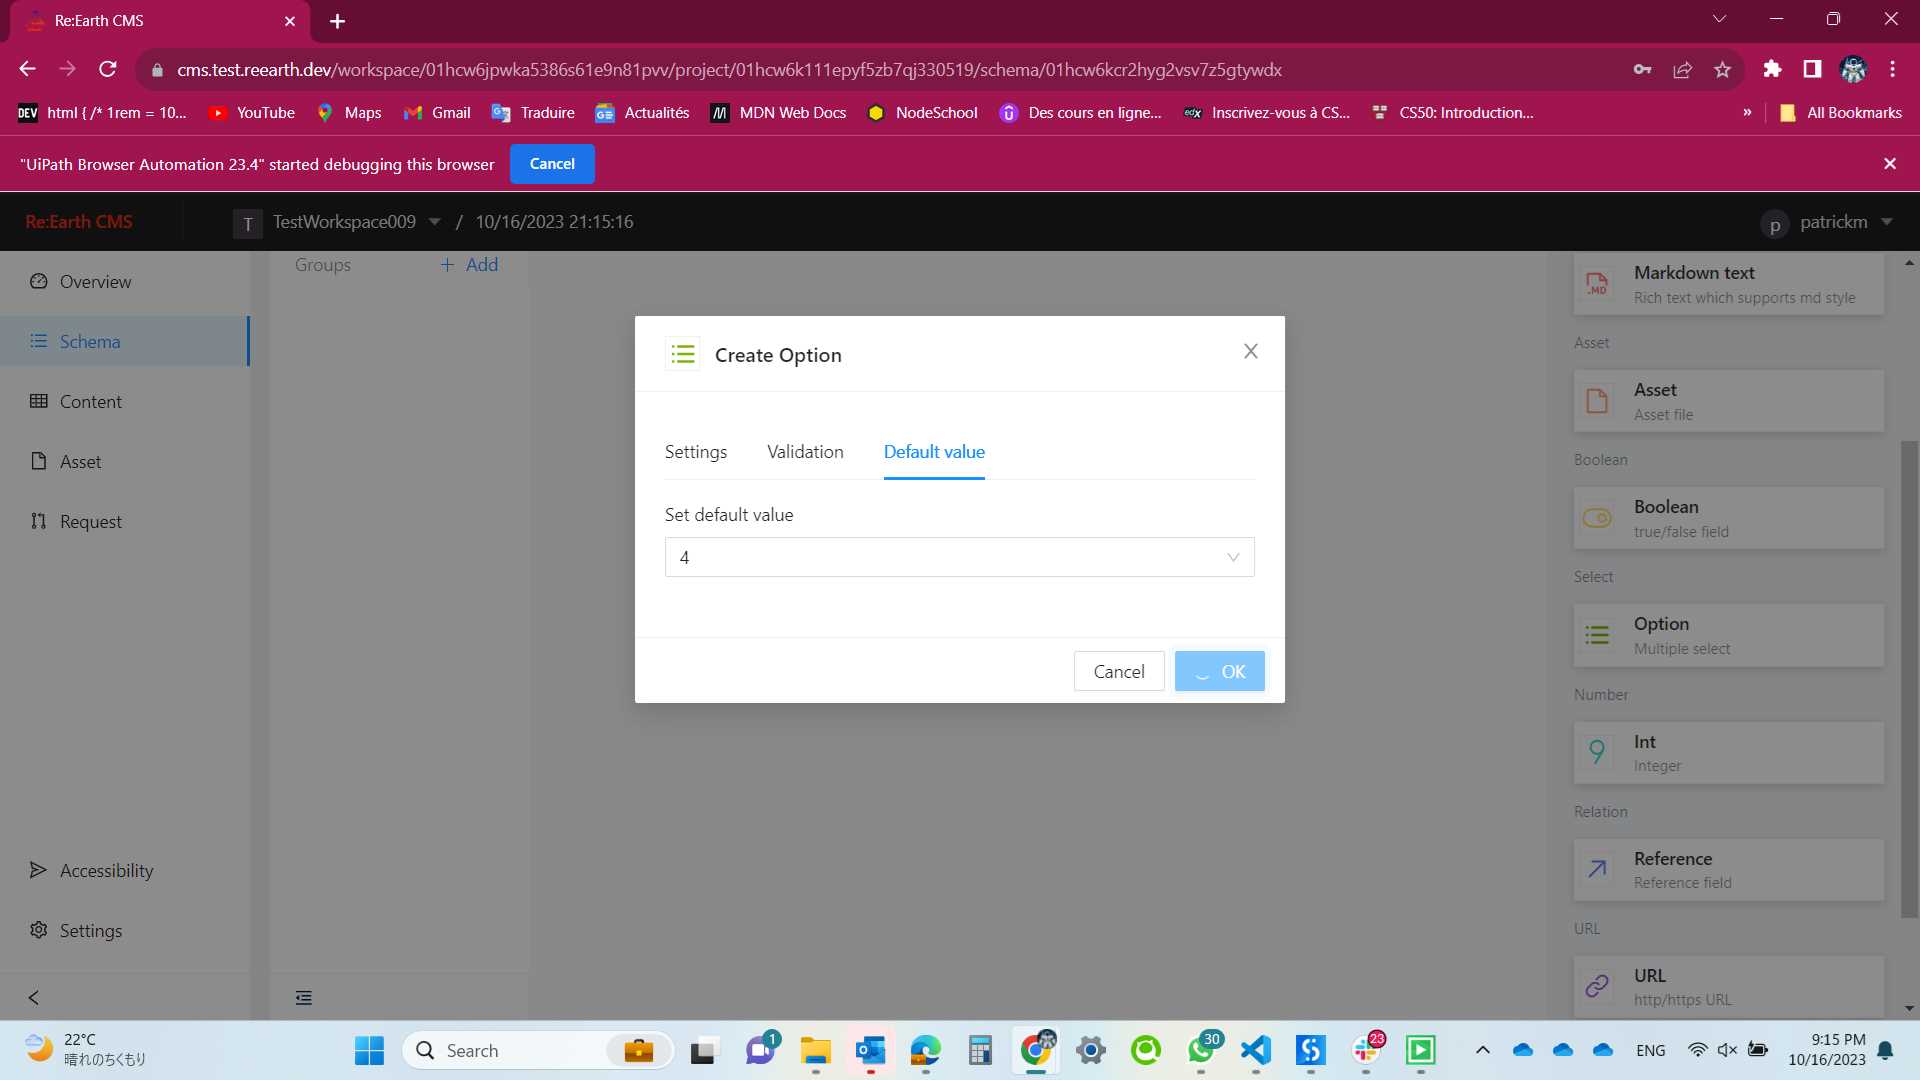 Re:Earth CMS
cms.test.reearth.dev/workspace/01hcw6jpwka5386s61e9n81pvv/project/01hcw6k111epyf5zb7qj330519/schema/01hcw6kcr2hyg2vsv7z5gtywdx
DEV html { /* 1rem = 10... YouTube Maps Gmail Traduire Actualités MDN Web Docs NodeSchool Des cours en ligne... edX Inscrivez-vous à CS... CS50: Introduction... » All Bookmarks
"UiPath Browser Automation 23.4" started debugging this browser Cancel
Re:Earth CMS T TestWorkspace009 / 10/16/2023 21:15:16 p patrickm
Overview
Schema
Content
Asset
Request
Accessibility
Settings
Groups + Add
Create Option
Settings Validation Default value
Set default value
4
Cancel OK
.MD
Markdown text
Rich text which supports md style
Asset
Asset
Asset file
Boolean
Boolean
true/false field
Select
Option
Multiple select
Number
9
Int
Integer
Relation
Reference
Reference field
URL
URL
http/https URL
22°C
晴れのちくもり
Search
1
30
23
ENG
9:15 PM
10/16/2023